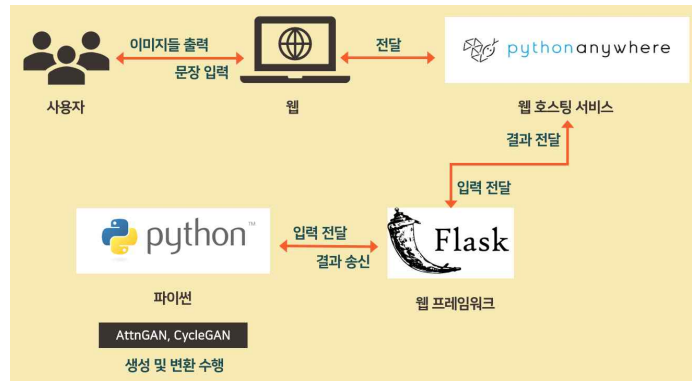 이미지들 출력
전달
pythonanywhere
문장 입력
사용자
웹
웹 호스팅 서비스
결과 전달
입력 전달
python™
입력 전달
Flask
결과 송신
파이썬
웹 프레임워크
AttnGAN, CycleGAN
생성 및 변환 수행